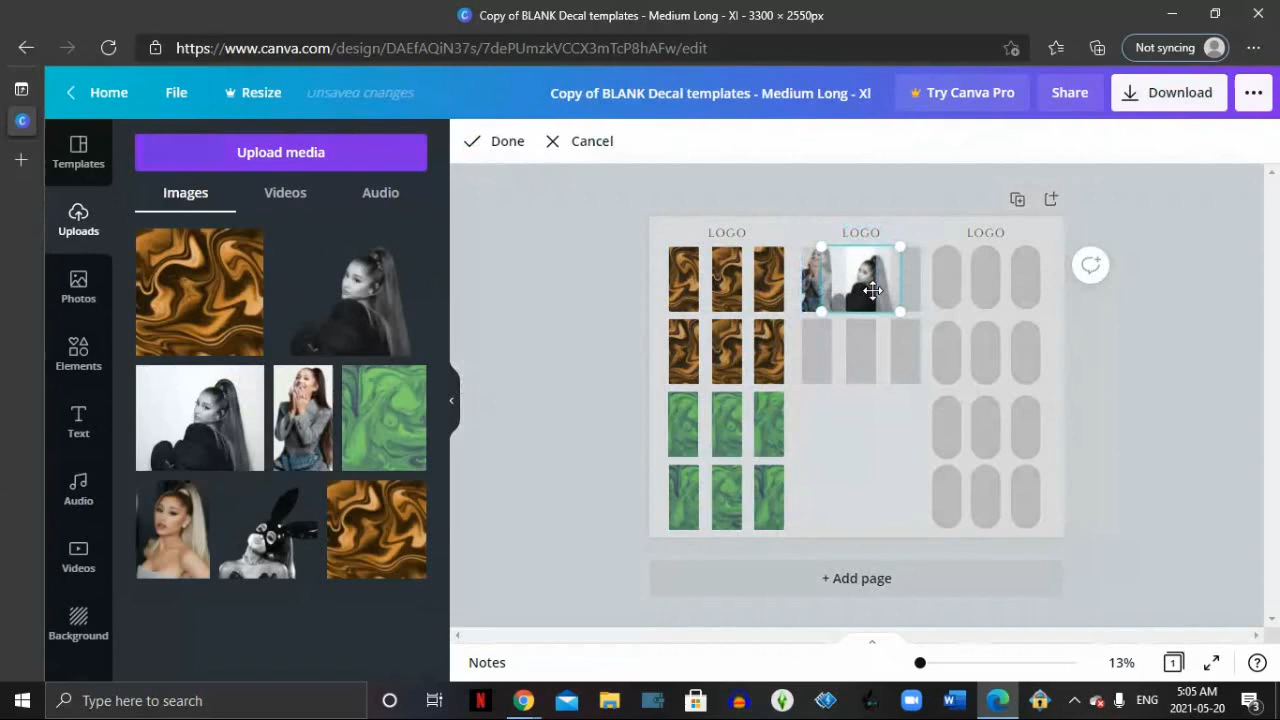 Copy of BLANK Decal templates - Medium Long - Xl - 3300 × 2550px
https://www.canva.com/design/DAEfAQiN37s/7dePUmzkVCCX3mTcP8hAFw/edit
Not syncing
Home
File
Resize
Unsaved changes
Copy of BLANK Decal templates - Medium Long - Xl
Try Canva Pro
Share
Download
Templates
Uploads
Photos
Elements
Text
Audio
Videos
Background
Upload media
Images
Videos
Audio
Done
Cancel
LOGO
LOGO
LOGO
+ Add page
Notes
13%
1
Type here to search
ENG
5:05 AM
2021-05-20
3